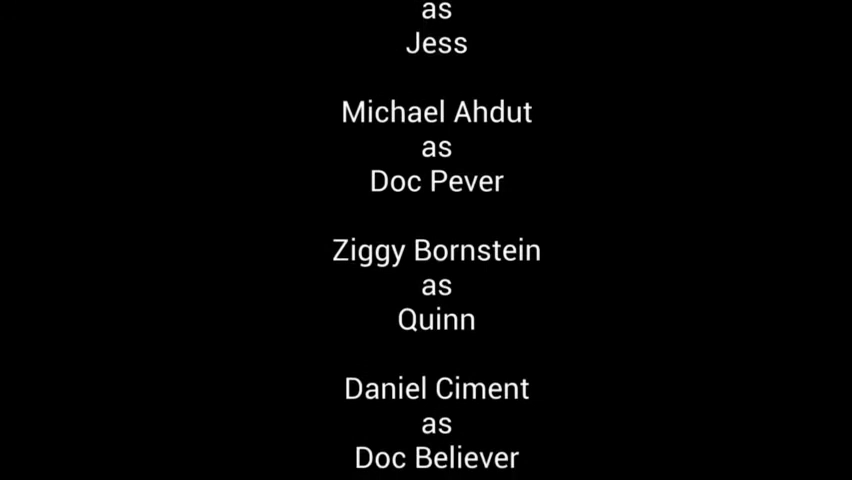 as
Jess
Michael Ahdut
as
Doc Pever
Ziggy Bornstein
as
Quinn
Daniel Ciment
as
Doc Believer